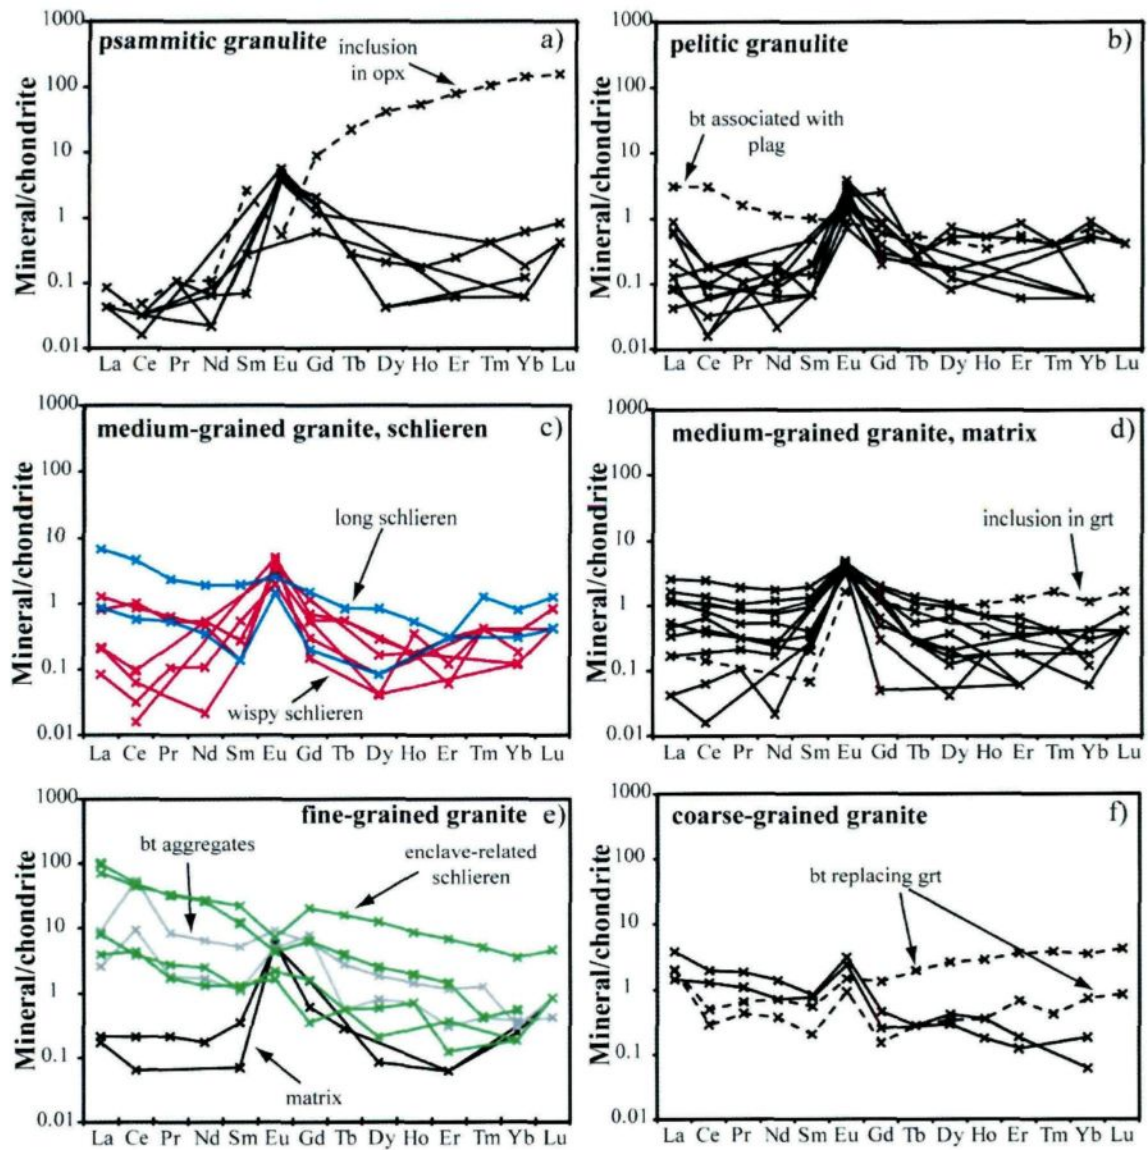 psammitic granulite
a)
inclusion
in opx
Mineral/chondrite
1000
100
10
1
0.1
0.01
La Ce Pr Nd Sm Eu Gd Tb Dy Ho Er Tm Yb Lu
pelitic granulite
b)
bt associated with
plag
Mineral/chondrite
1000
100
10
1
0.1
0.01
La Ce Pr Nd Sm Eu Gd Tb Dy Ho Er Tm Yb Lu
medium-grained granite, schlieren
c)
long schlieren
wispy schlieren
Mineral/chondrite
1000
100
10
1
0.1
0.01
La Ce Pr Nd Sm Eu Gd Tb Dy Ho Er Tm Yb Lu
medium-grained granite, matrix
d)
inclusion in grt
Mineral/chondrite
1000
100
10
1
0.1
0.01
La Ce Pr Nd Sm Eu Gd Tb Dy Ho Er Tm Yb Lu
fine-grained granite
e)
bt aggregates
enclave-related
schlieren
matrix
Mineral/chondrite
1000
100
10
1
0.1
0.01
La Ce Pr Nd Sm Eu Gd Tb Dy Ho Er Tm Yb Lu
coarse-grained granite
f)
bt replacing grt
Mineral/chondrite
1000
100
10
1
0.1
0.01
La Ce Pr Nd Sm Eu Gd Tb Dy Ho Er Tm Yb Lu